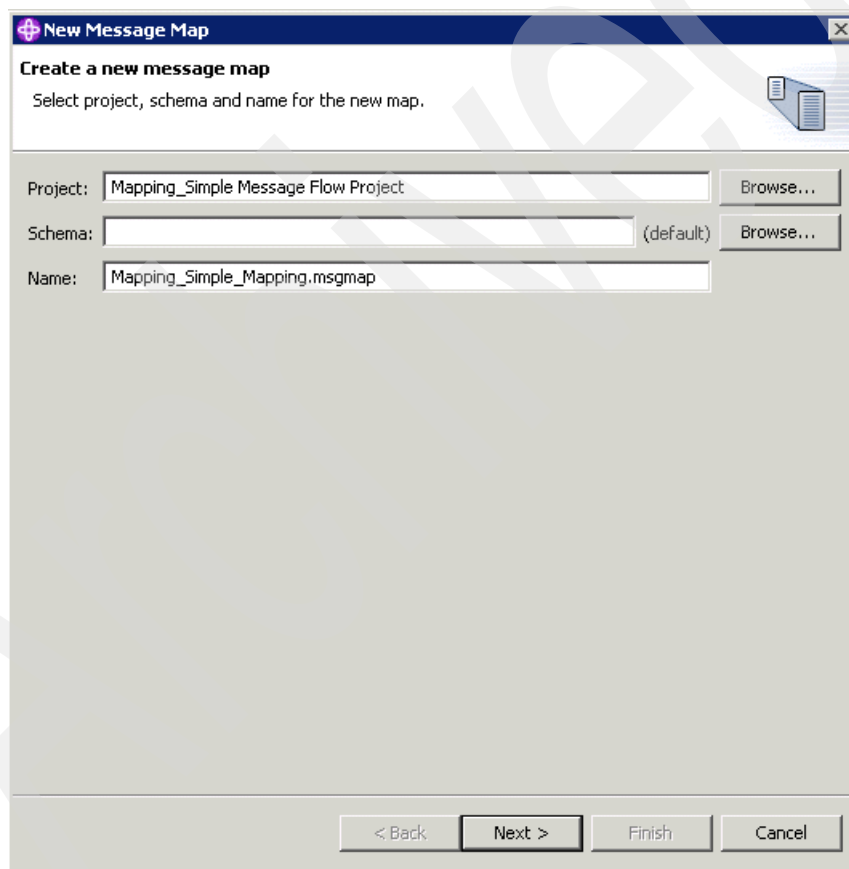 New Message Map
Create a new message map
Select project, schema and name for the new map.
Project: Mapping_Simple Message Flow Project Browse...
Schema: (default) Browse...
Name: Mapping_Simple_Mapping.msgmap
< Back Next > Finish Cancel